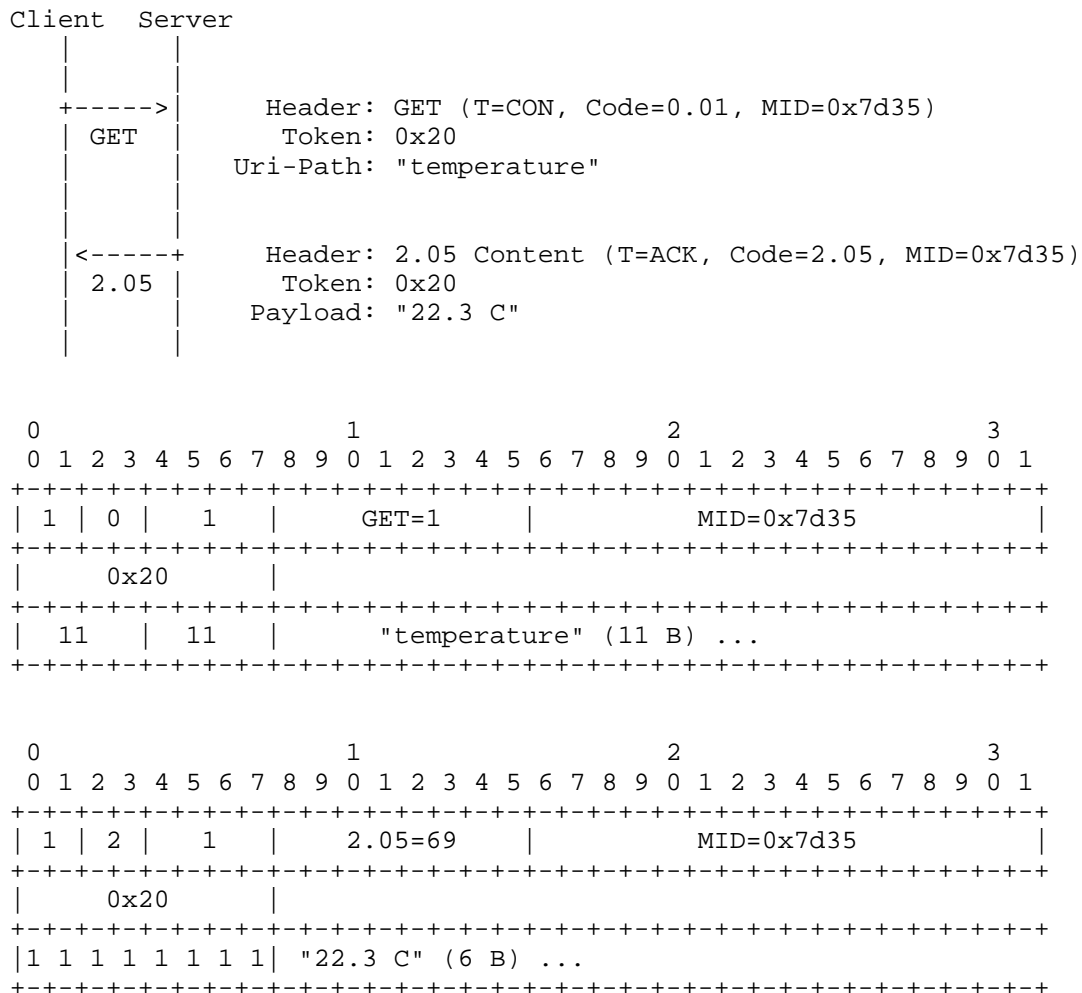 Client  Server
   |      |
   |      |
   +----->|     Header: GET (T=CON, Code=0.01, MID=0x7d35)
   | GET  |      Token: 0x20
   |      |   Uri-Path: "temperature"
   |      |
   |      |
   |<-----+     Header: 2.05 Content (T=ACK, Code=2.05, MID=0x7d35)
   | 2.05 |      Token: 0x20
   |      |    Payload: "22.3 C"
   |      |
 0                   1                   2                   3
 0 1 2 3 4 5 6 7 8 9 0 1 2 3 4 5 6 7 8 9 0 1 2 3 4 5 6 7 8 9 0 1
+-+-+-+-+-+-+-+-+-+-+-+-+-+-+-+-+-+-+-+-+-+-+-+-+-+-+-+-+-+-+-+-+
| 1 | 0 |   1   |     GET=1     |          MID=0x7d35           |
+-+-+-+-+-+-+-+-+-+-+-+-+-+-+-+-+-+-+-+-+-+-+-+-+-+-+-+-+-+-+-+-+
|     0x20      |
+-+-+-+-+-+-+-+-+-+-+-+-+-+-+-+-+-+-+-+-+-+-+-+-+-+-+-+-+-+-+-+-+
|  11   |  11   |      "temperature" (11 B) ...
+-+-+-+-+-+-+-+-+-+-+-+-+-+-+-+-+-+-+-+-+-+-+-+-+-+-+-+-+-+-+-+-+
 0                   1                   2                   3
 0 1 2 3 4 5 6 7 8 9 0 1 2 3 4 5 6 7 8 9 0 1 2 3 4 5 6 7 8 9 0 1
+-+-+-+-+-+-+-+-+-+-+-+-+-+-+-+-+-+-+-+-+-+-+-+-+-+-+-+-+-+-+-+-+
| 1 | 2 |   1   |    2.05=69    |          MID=0x7d35           |
+-+-+-+-+-+-+-+-+-+-+-+-+-+-+-+-+-+-+-+-+-+-+-+-+-+-+-+-+-+-+-+-+
|     0x20      |
+-+-+-+-+-+-+-+-+-+-+-+-+-+-+-+-+-+-+-+-+-+-+-+-+-+-+-+-+-+-+-+-+
|1 1 1 1 1 1 1 1| "22.3 C" (6 B) ...
+-+-+-+-+-+-+-+-+-+-+-+-+-+-+-+-+-+-+-+-+-+-+-+-+-+-+-+-+-+-+-+-+